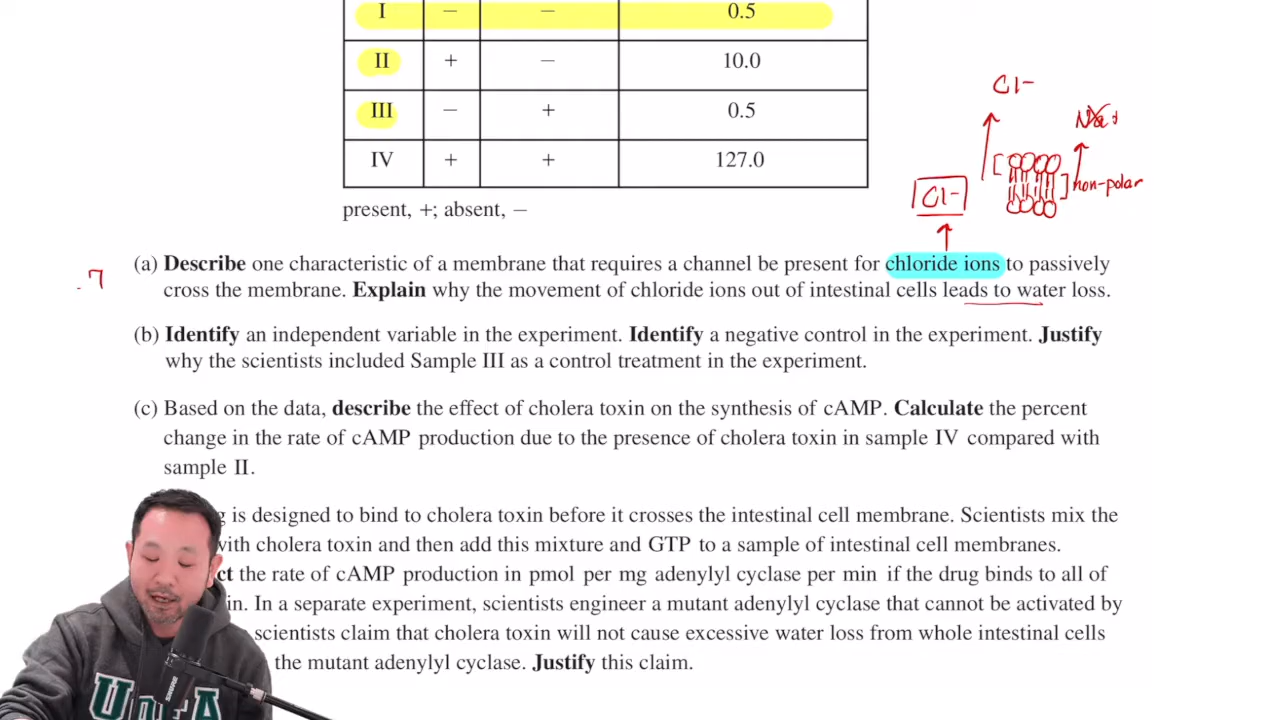 I − − 0.5
II + − 10.0
III − + 0.5
IV + + 127.0
present, +; absent, −
Cl−
Na+
Cl−
non-polar
(a) Describe one characteristic of a membrane that requires a channel be present for chloride ions to passively
cross the membrane. Explain why the movement of chloride ions out of intestinal cells leads to water loss.
(b) Identify an independent variable in the experiment. Identify a negative control in the experiment. Justify
why the scientists included Sample III as a control treatment in the experiment.
(c) Based on the data, describe the effect of cholera toxin on the synthesis of cAMP. Calculate the percent
change in the rate of cAMP production due to the presence of cholera toxin in sample IV compared with
sample II.
is designed to bind to cholera toxin before it crosses the intestinal cell membrane. Scientists mix the
with cholera toxin and then add this mixture and GTP to a sample of intestinal cell membranes.
the rate of cAMP production in pmol per mg adenylyl cyclase per min if the drug binds to all of
In a separate experiment, scientists engineer a mutant adenylyl cyclase that cannot be activated by
scientists claim that cholera toxin will not cause excessive water loss from whole intestinal cells
the mutant adenylyl cyclase. Justify this claim.